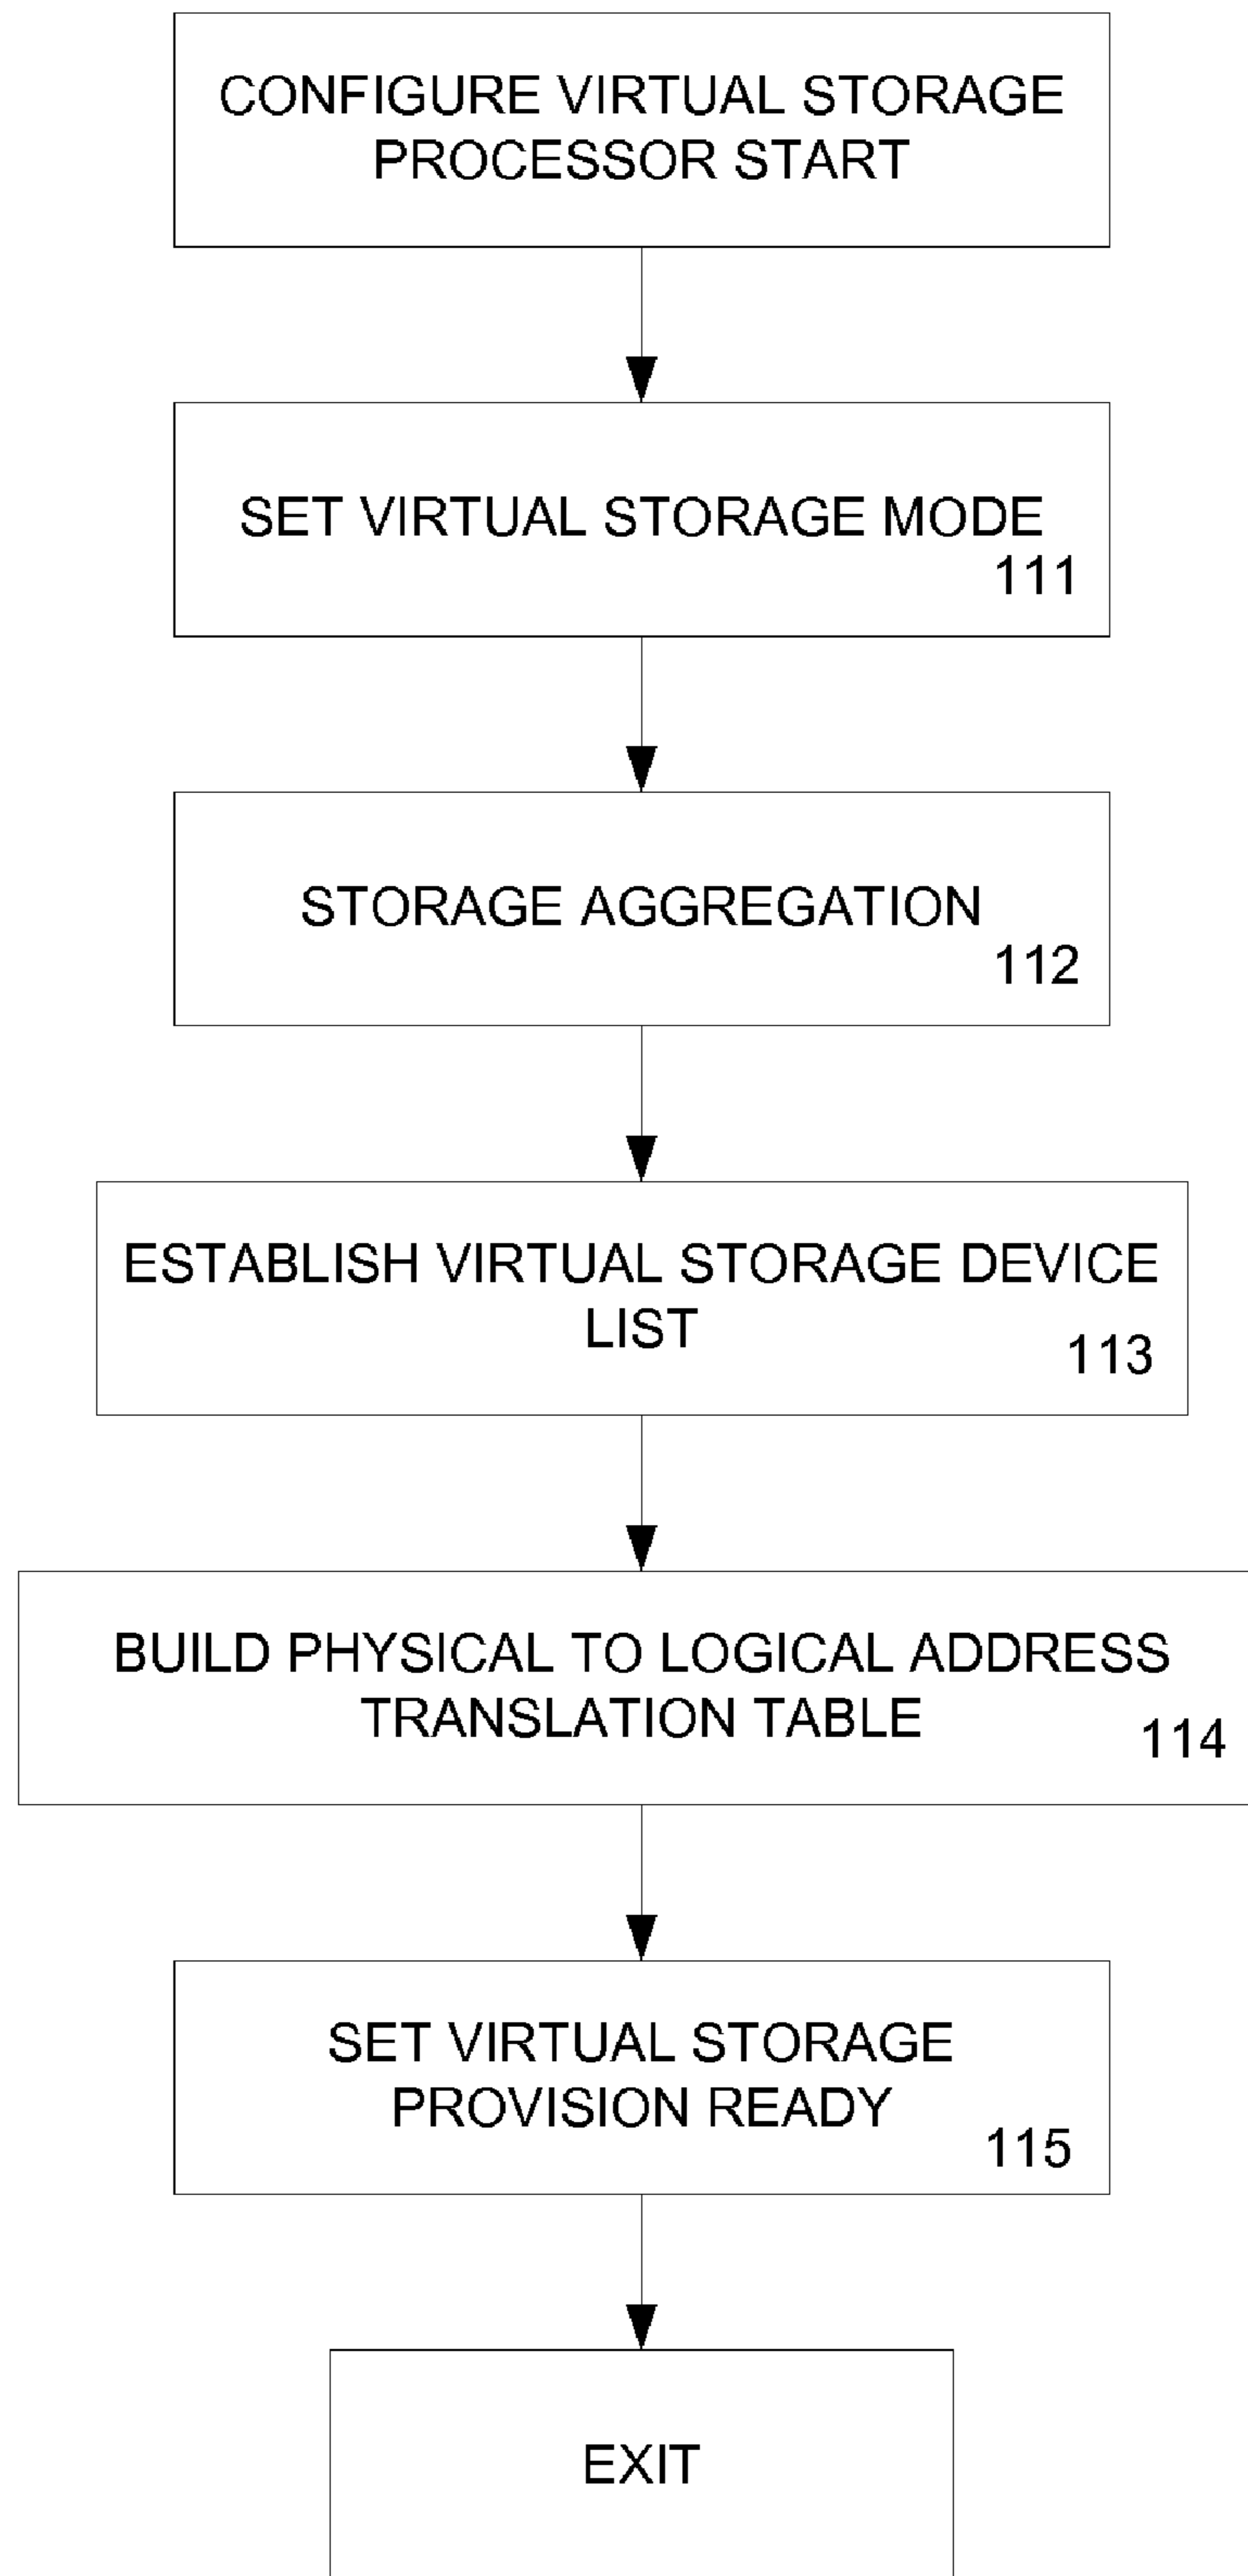 CONFIGURE VIRTUAL STORAGE
PROCESSOR START
SET VIRTUAL STORAGE MODE
111
STORAGE AGGREGATION
112
ESTABLISH VIRTUAL STORAGE DEVICE
LIST
113
BUILD PHYSICAL TO LOGICAL ADDRESS
TRANSLATION TABLE
114
SET VIRTUAL STORAGE
PROVISION READY
115
EXIT